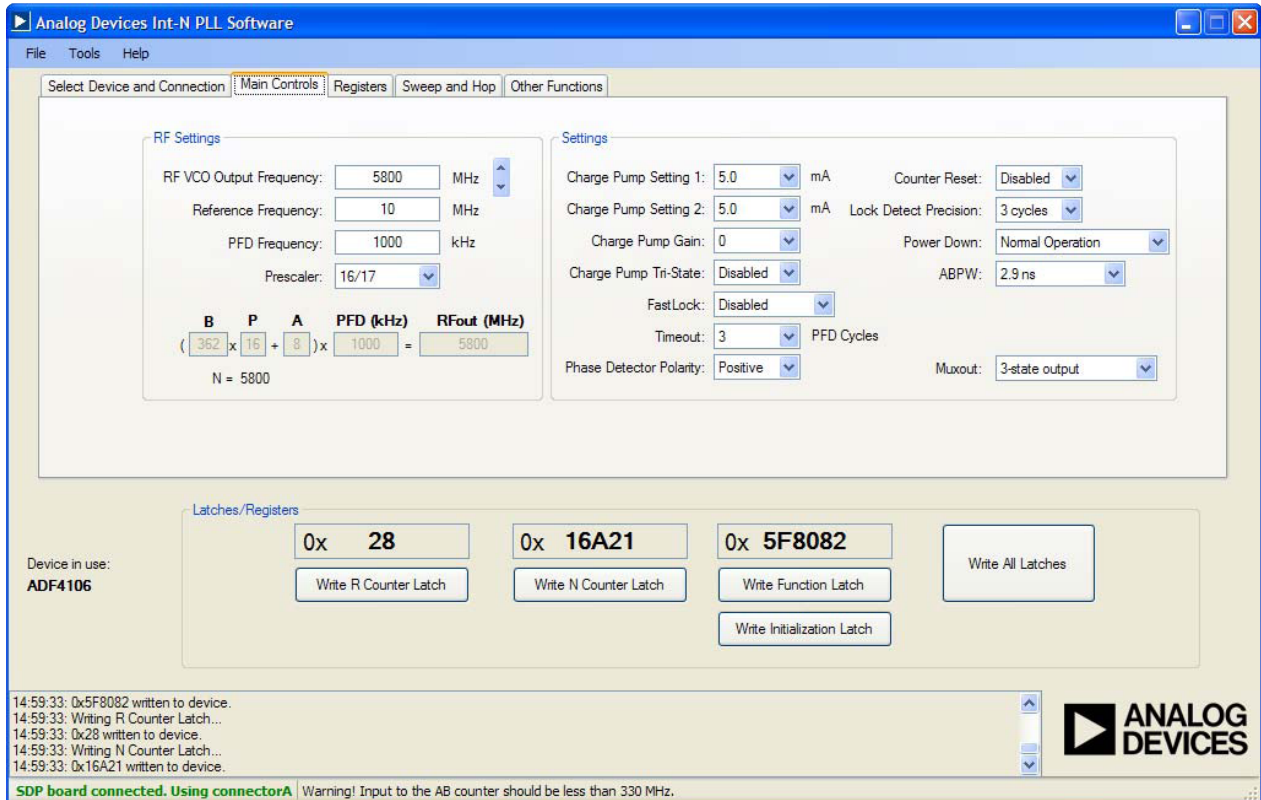 Analog Devices Int-N PLL Software
File Tools Help
Select Device and Connection Main Controls Registers Sweep and Hop Other Functions
RF Settings
RF VCO Output Frequency: 5800 MHz
Reference Frequency: 10 MHz
PFD Frequency: 1000 kHz
Prescaler: 16/17
B P A PFD (kHz) RFout (MHz)
( 362 x 16 + 8 ) x 1000 = 5800
N = 5800
Settings
Charge Pump Setting 1: 5.0 mA
Charge Pump Setting 2: 5.0 mA
Charge Pump Gain: 0
Charge Pump Tri-State: Disabled
FastLock: Disabled
Timeout: 3 PFD Cycles
Phase Detector Polarity: Positive
Counter Reset: Disabled
Lock Detect Precision: 3 cycles
Power Down: Normal Operation
ABPW: 2.9 ns
Muxout: 3-state output
Latches/Registers
0x 28 0x 16A21 0x 5F8082
Write R Counter Latch Write N Counter Latch Write Function Latch
Write Initialization Latch
Write All Latches
Device in use:
ADF4106
14:59:33: 0x5F8082 written to device.
14:59:33: Writing R Counter Latch...
14:59:33: 0x28 written to device.
14:59:33: Writing N Counter Latch...
14:59:33: 0x16A21 written to device.
ANALOG
DEVICES
SDP board connected. Using connectorA Warning! Input to the AB counter should be less than 330 MHz.